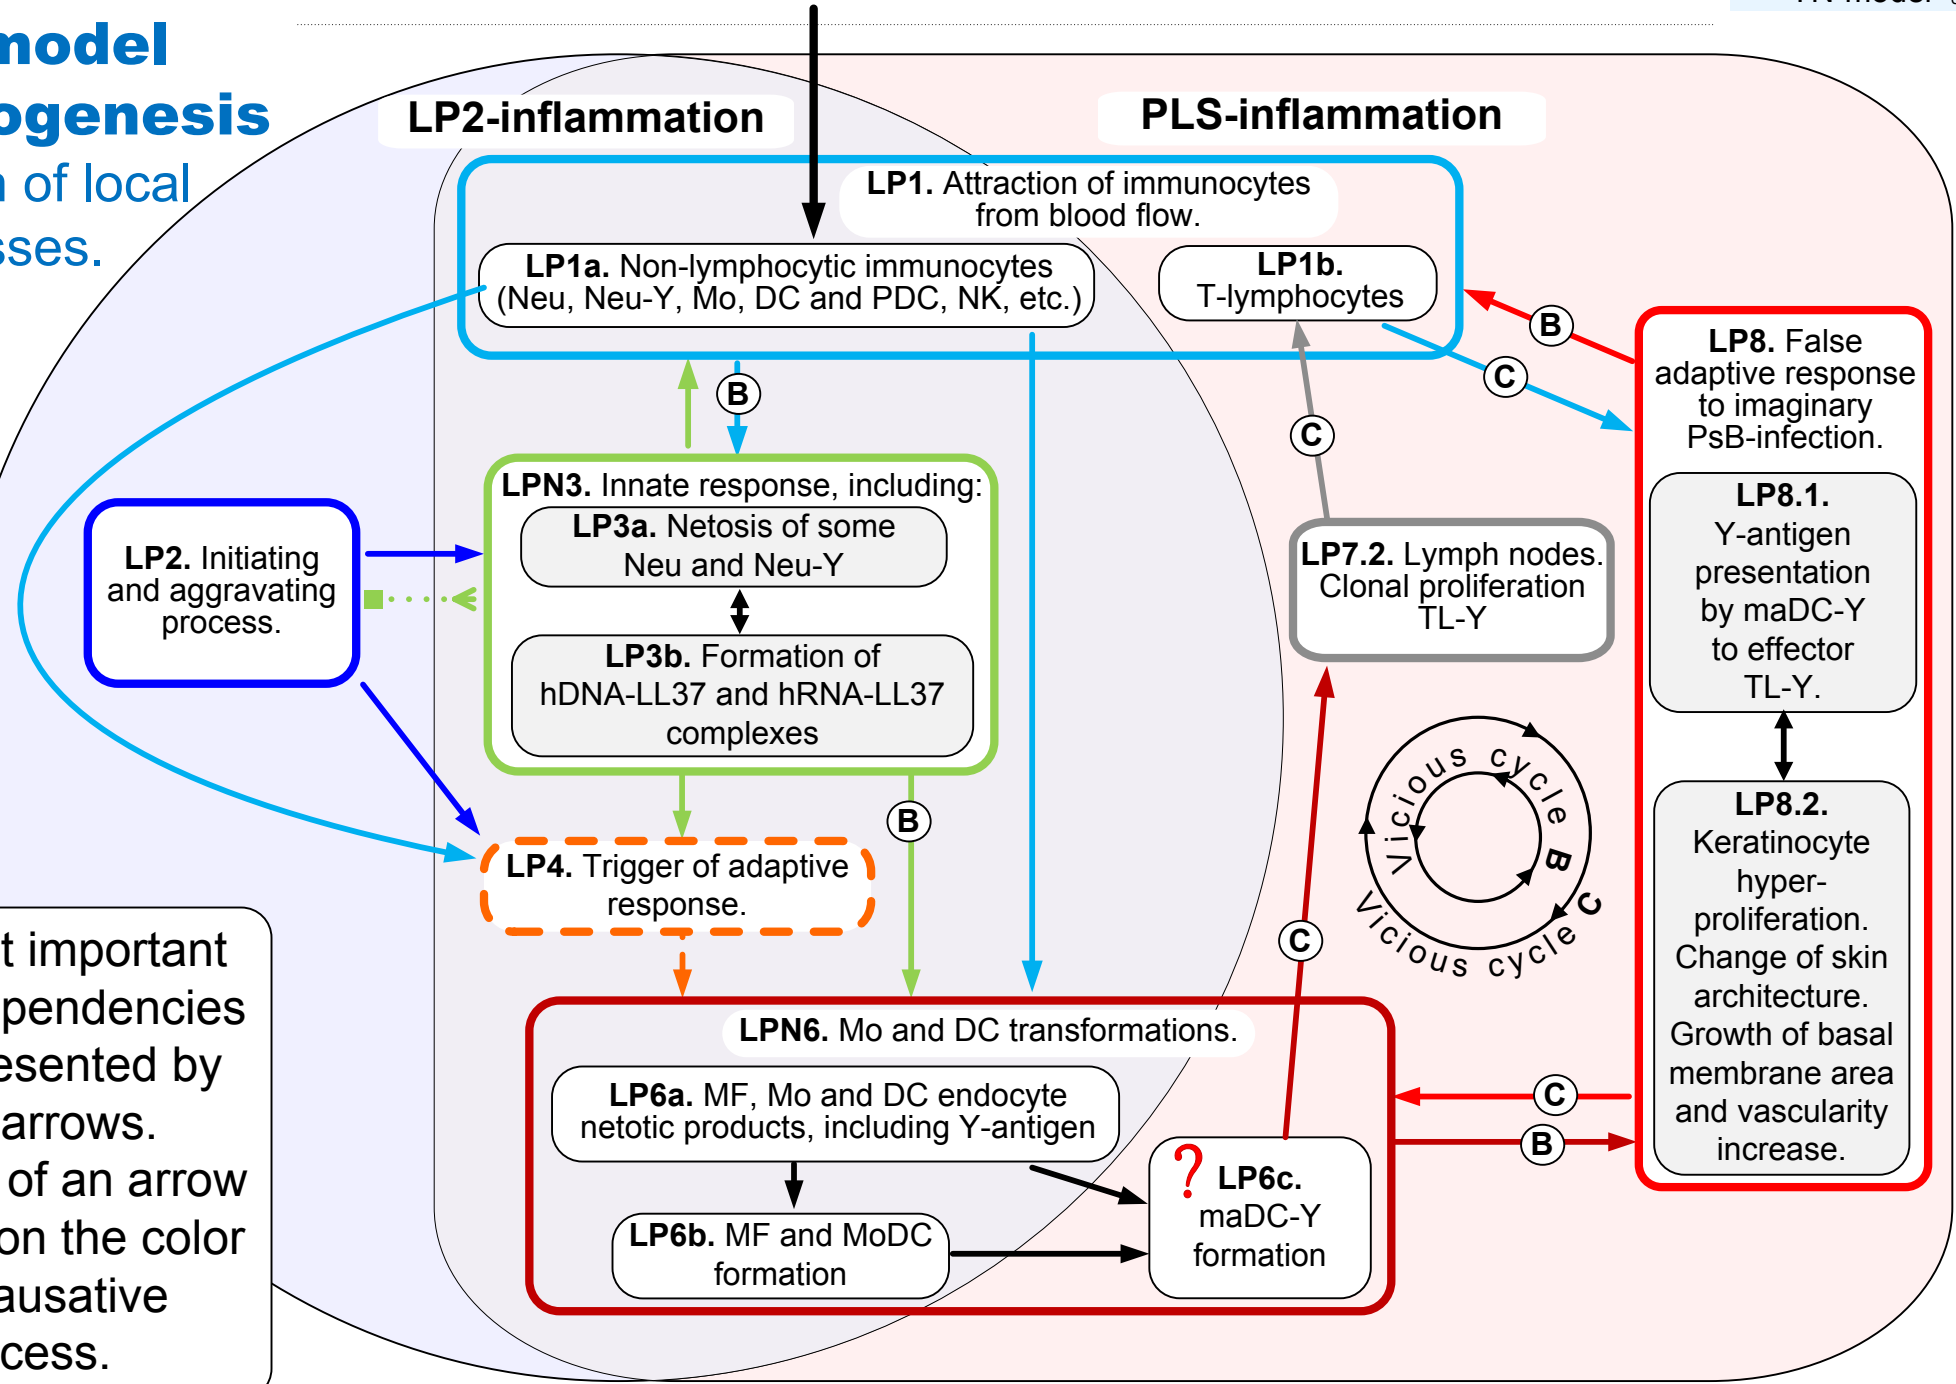 model
ogenesis
of local
sses.
LP2-inflammation
PLS-inflammation
LP1. Attraction of immunocytes
from blood flow.
LP1a. Non-lymphocytic immunocytes
(Neu, Neu-Y, Mo, DC and PDC, NK, etc.)
LP1b.
T-lymphocytes
B
C
B
C
LP8. False
adaptive response
to imaginary
PsB-infection.
LP8.1.
Y-antigen
presentation
by maDC-Y
to effector
TL-Y.
LP8.2.
Keratinocyte
hyper-
proliferation.
Change of skin
architecture.
Growth of basal
membrane area
and vascularity
increase.
LPN3. Innate response, including:
LP3a. Netosis of some
Neu and Neu-Y
LP3b. Formation of
hDNA-LL37 and hRNA-LL37
complexes
LP2. Initiating
and aggravating
process.
LP7.2. Lymph nodes.
Clonal proliferation
TL-Y
B
LP4. Trigger of adaptive
response.
Vicious cycle B
Vicious cycle C
C
LPN6. Mo and DC transformations.
LP6a. MF, Mo and DC endocyte
netotic products, including Y-antigen
LP6b. MF and MoDC
formation
? LP6c.
maDC-Y
formation
C
B
t important
pendencies
esented by
arrows.
of an arrow
on the color
ausative
cess.